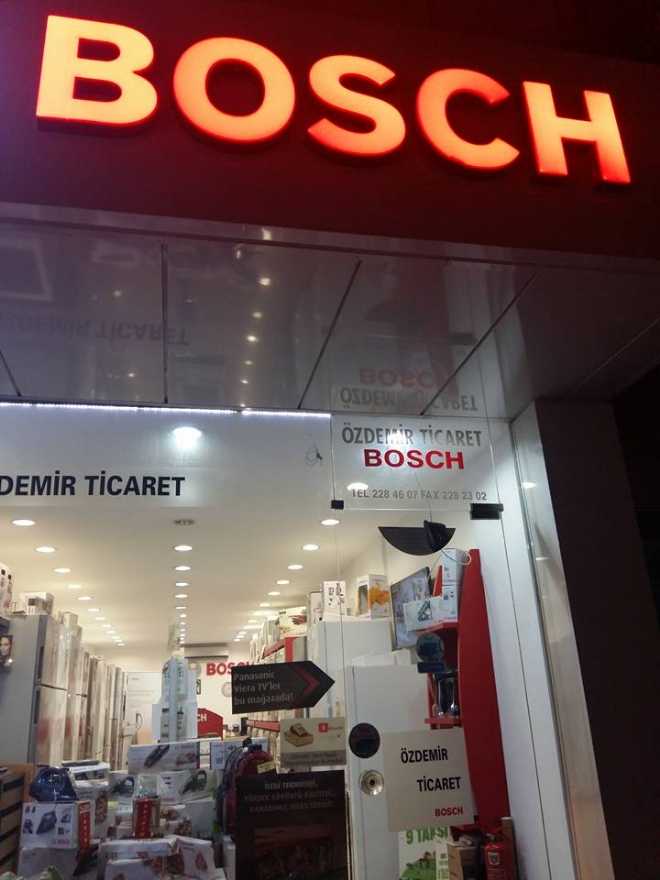 BOSCH
ÖZDEMİR TİCARET
BOSCH
TEL 228 46 07 FAX 228 23 02
DEMİR TİCARET
BOSCH
Panasonic
Viera TV'ler
bu mağazada!
BOSCH
ÖZDEMİR
TİCARET
BOSCH
9 TAKSİ